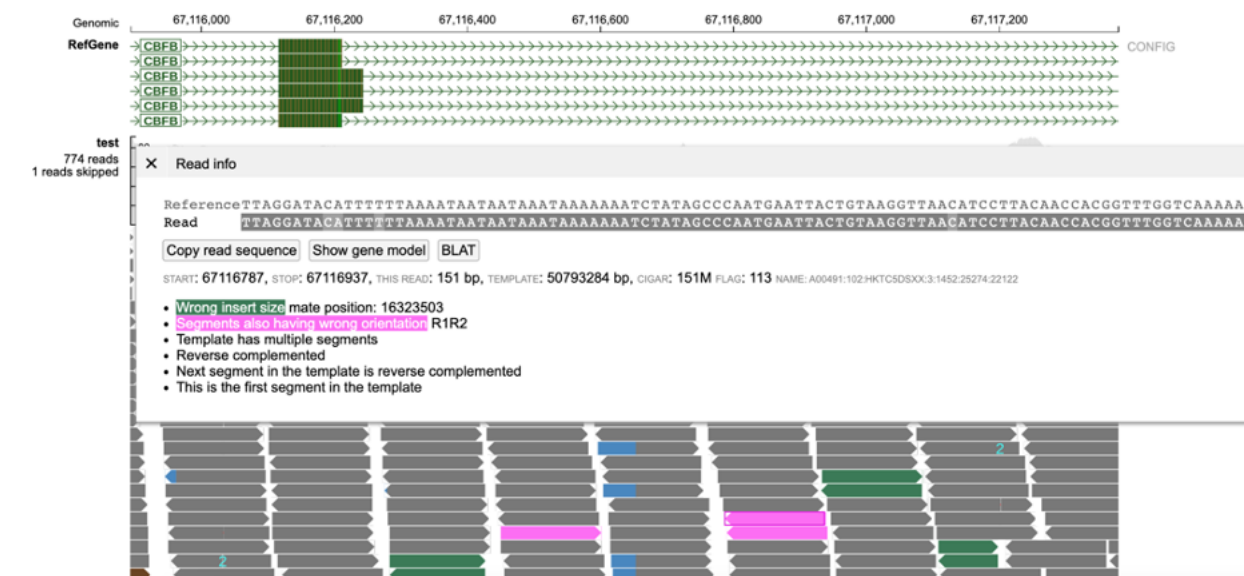 Genomic 67,116,000 67,116,200 67,116,400 67,116,600 67,116,800 67,117,000 67,117,200
RefGene CBFB CONFIG
CBFB
CBFB
CBFB
CBFB
CBFB
test
774 reads
1 reads skipped
× Read info
Reference TTAGGATACATTTTTTAAAATAATAATAAATAAAAAAATCTATAGCCCAATGAATTACTGTAAGGTTAACATCCTTACAACCACGGTTTGGTCAAAAA
Read TTAGGATACATTTTTTAAAATAATAATAAATAAAAAAATCTATAGCCCAATGAATTACTGTAAGGTTAACATCCTTACAACCACGGTTTGGTCAAAAA
Copy read sequence Show gene model BLAT
START: 67116787, STOP: 67116937, THIS READ: 151 bp, TEMPLATE: 50793284 bp, CIGAR: 151M FLAG: 113 NAME: A00491:102:HKTC5DSXX:3:1452:25274:22122
• Wrong insert size mate position: 16323503
• Segments also having wrong orientation R1R2
• Template has multiple segments
• Reverse complemented
• Next segment in the template is reverse complemented
• This is the first segment in the template
2
2